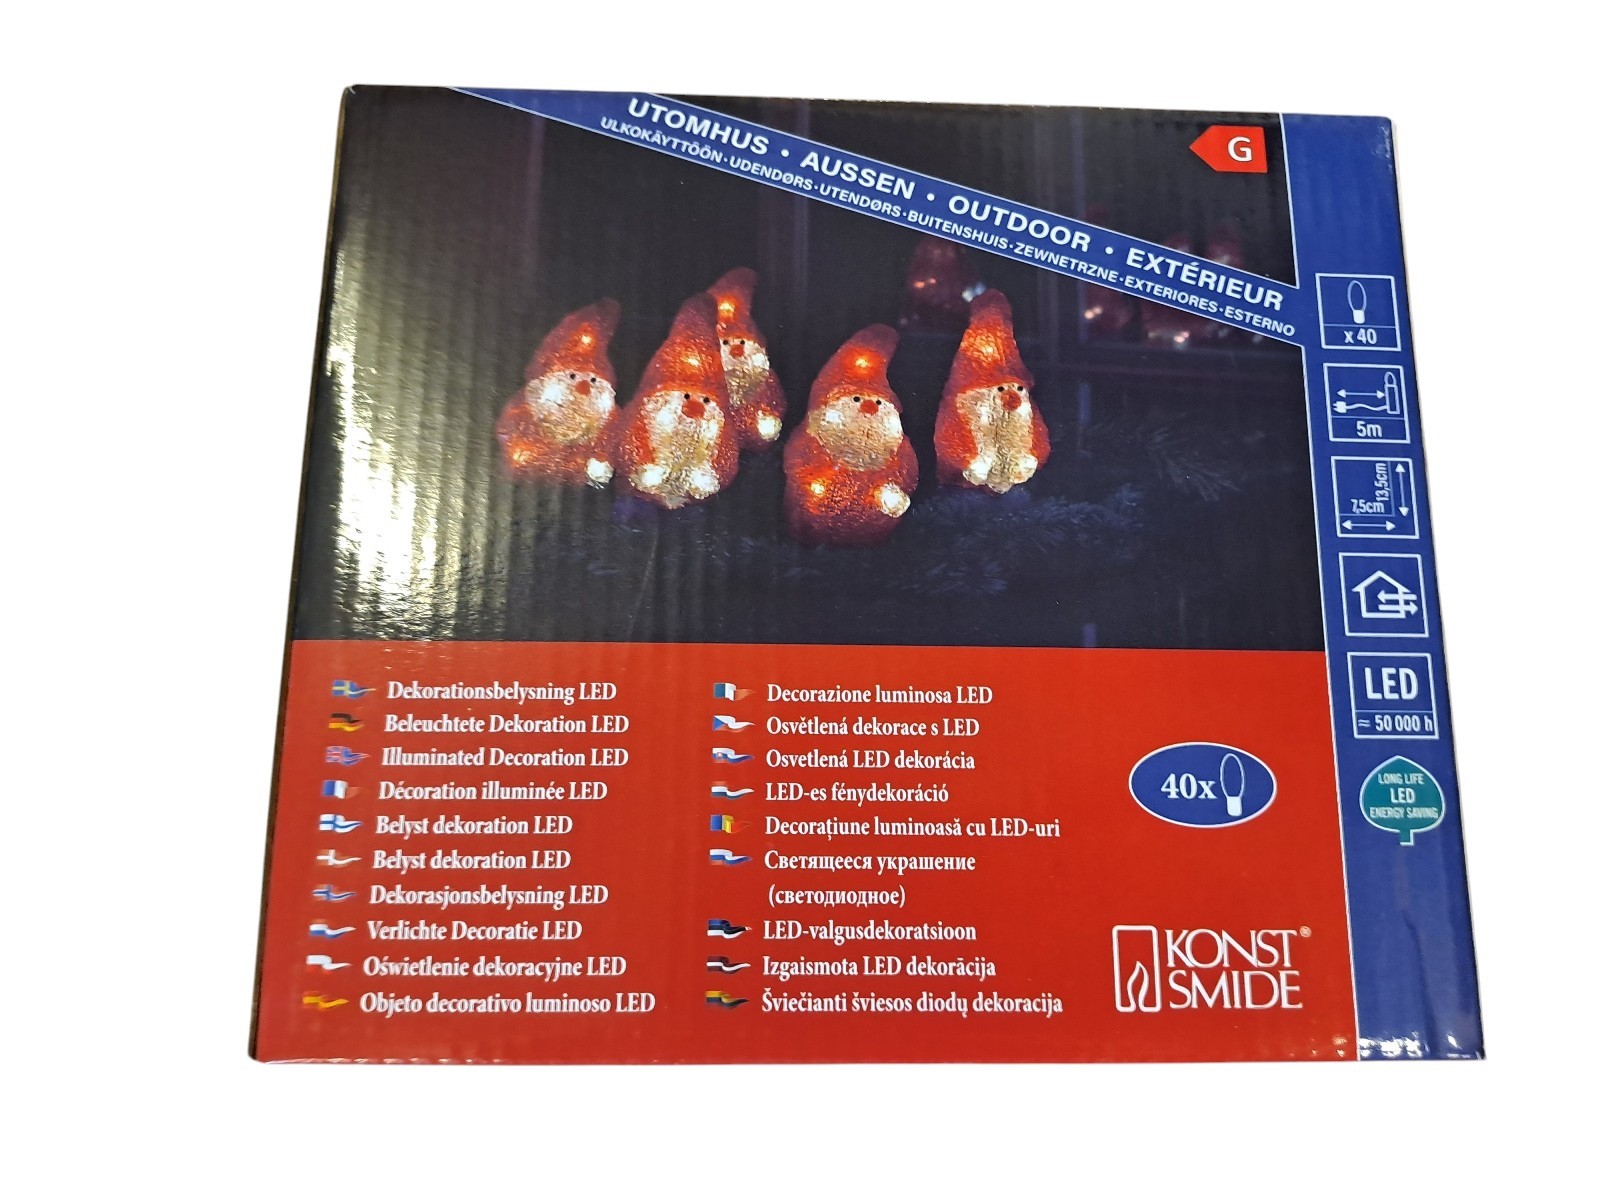 UTOMHUS · AUSSEN · OUTDOOR · EXTÉRIEUR
ULKOKÄYTTÖÖN·UDENDØRS·UTENDØRS·BUITENSHUIS·ZEWNETRZNE·EXTERIORES·ESTERNO
G
x 40
5m
13,5cm
7,5cm
LED
≈ 50 000 h
LONG LIFE
LED
ENERGY SAVING
Dekorationsbelysning LED
Beleuchtete Dekoration LED
Illuminated Decoration LED
Décoration illuminée LED
Belyst dekoration LED
Belyst dekoration LED
Dekorasjonsbelysning LED
Verlichte Decoratie LED
Oświetlenie dekoracyjne LED
Objeto decorativo luminoso LED
Decorazione luminosa LED
Osvětlená dekorace s LED
Osvetlená LED dekorácia
LED-es fénydekoráció
Decorațiune luminoasă cu LED-uri
Светящееся украшение
(светодиодное)
LED-valgusdekoratsioon
Izgaismota LED dekorācija
Šviečianti šviesos diodų dekoracija
40x
KONST®
SMIDE